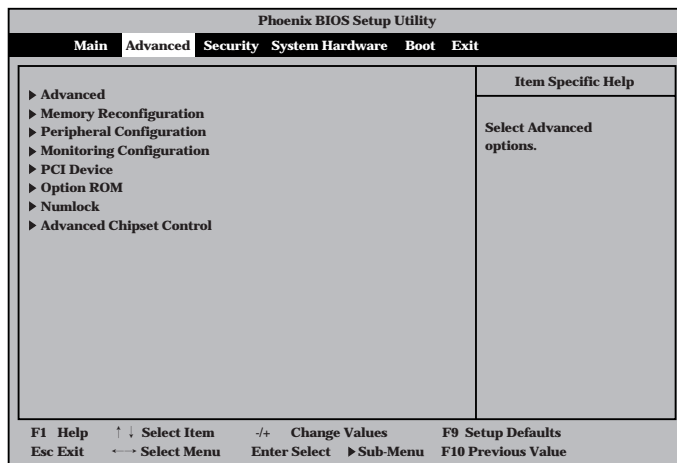 Phoenix BIOS Setup Utility
Main Advanced Security System Hardware Boot Exit
Item Specific Help
▶ Advanced
▶ Memory Reconfiguration
▶ Peripheral Configuration
▶ Monitoring Configuration
▶ PCI Device
▶ Option ROM
▶ Numlock
▶ Advanced Chipset Control
Select Advanced
options.
F1 Help ↑↓ Select Item -/+ Change Values F9 Setup Defaults
Esc Exit ←→ Select Menu Enter Select ▶ Sub-Menu F10 Previous Value